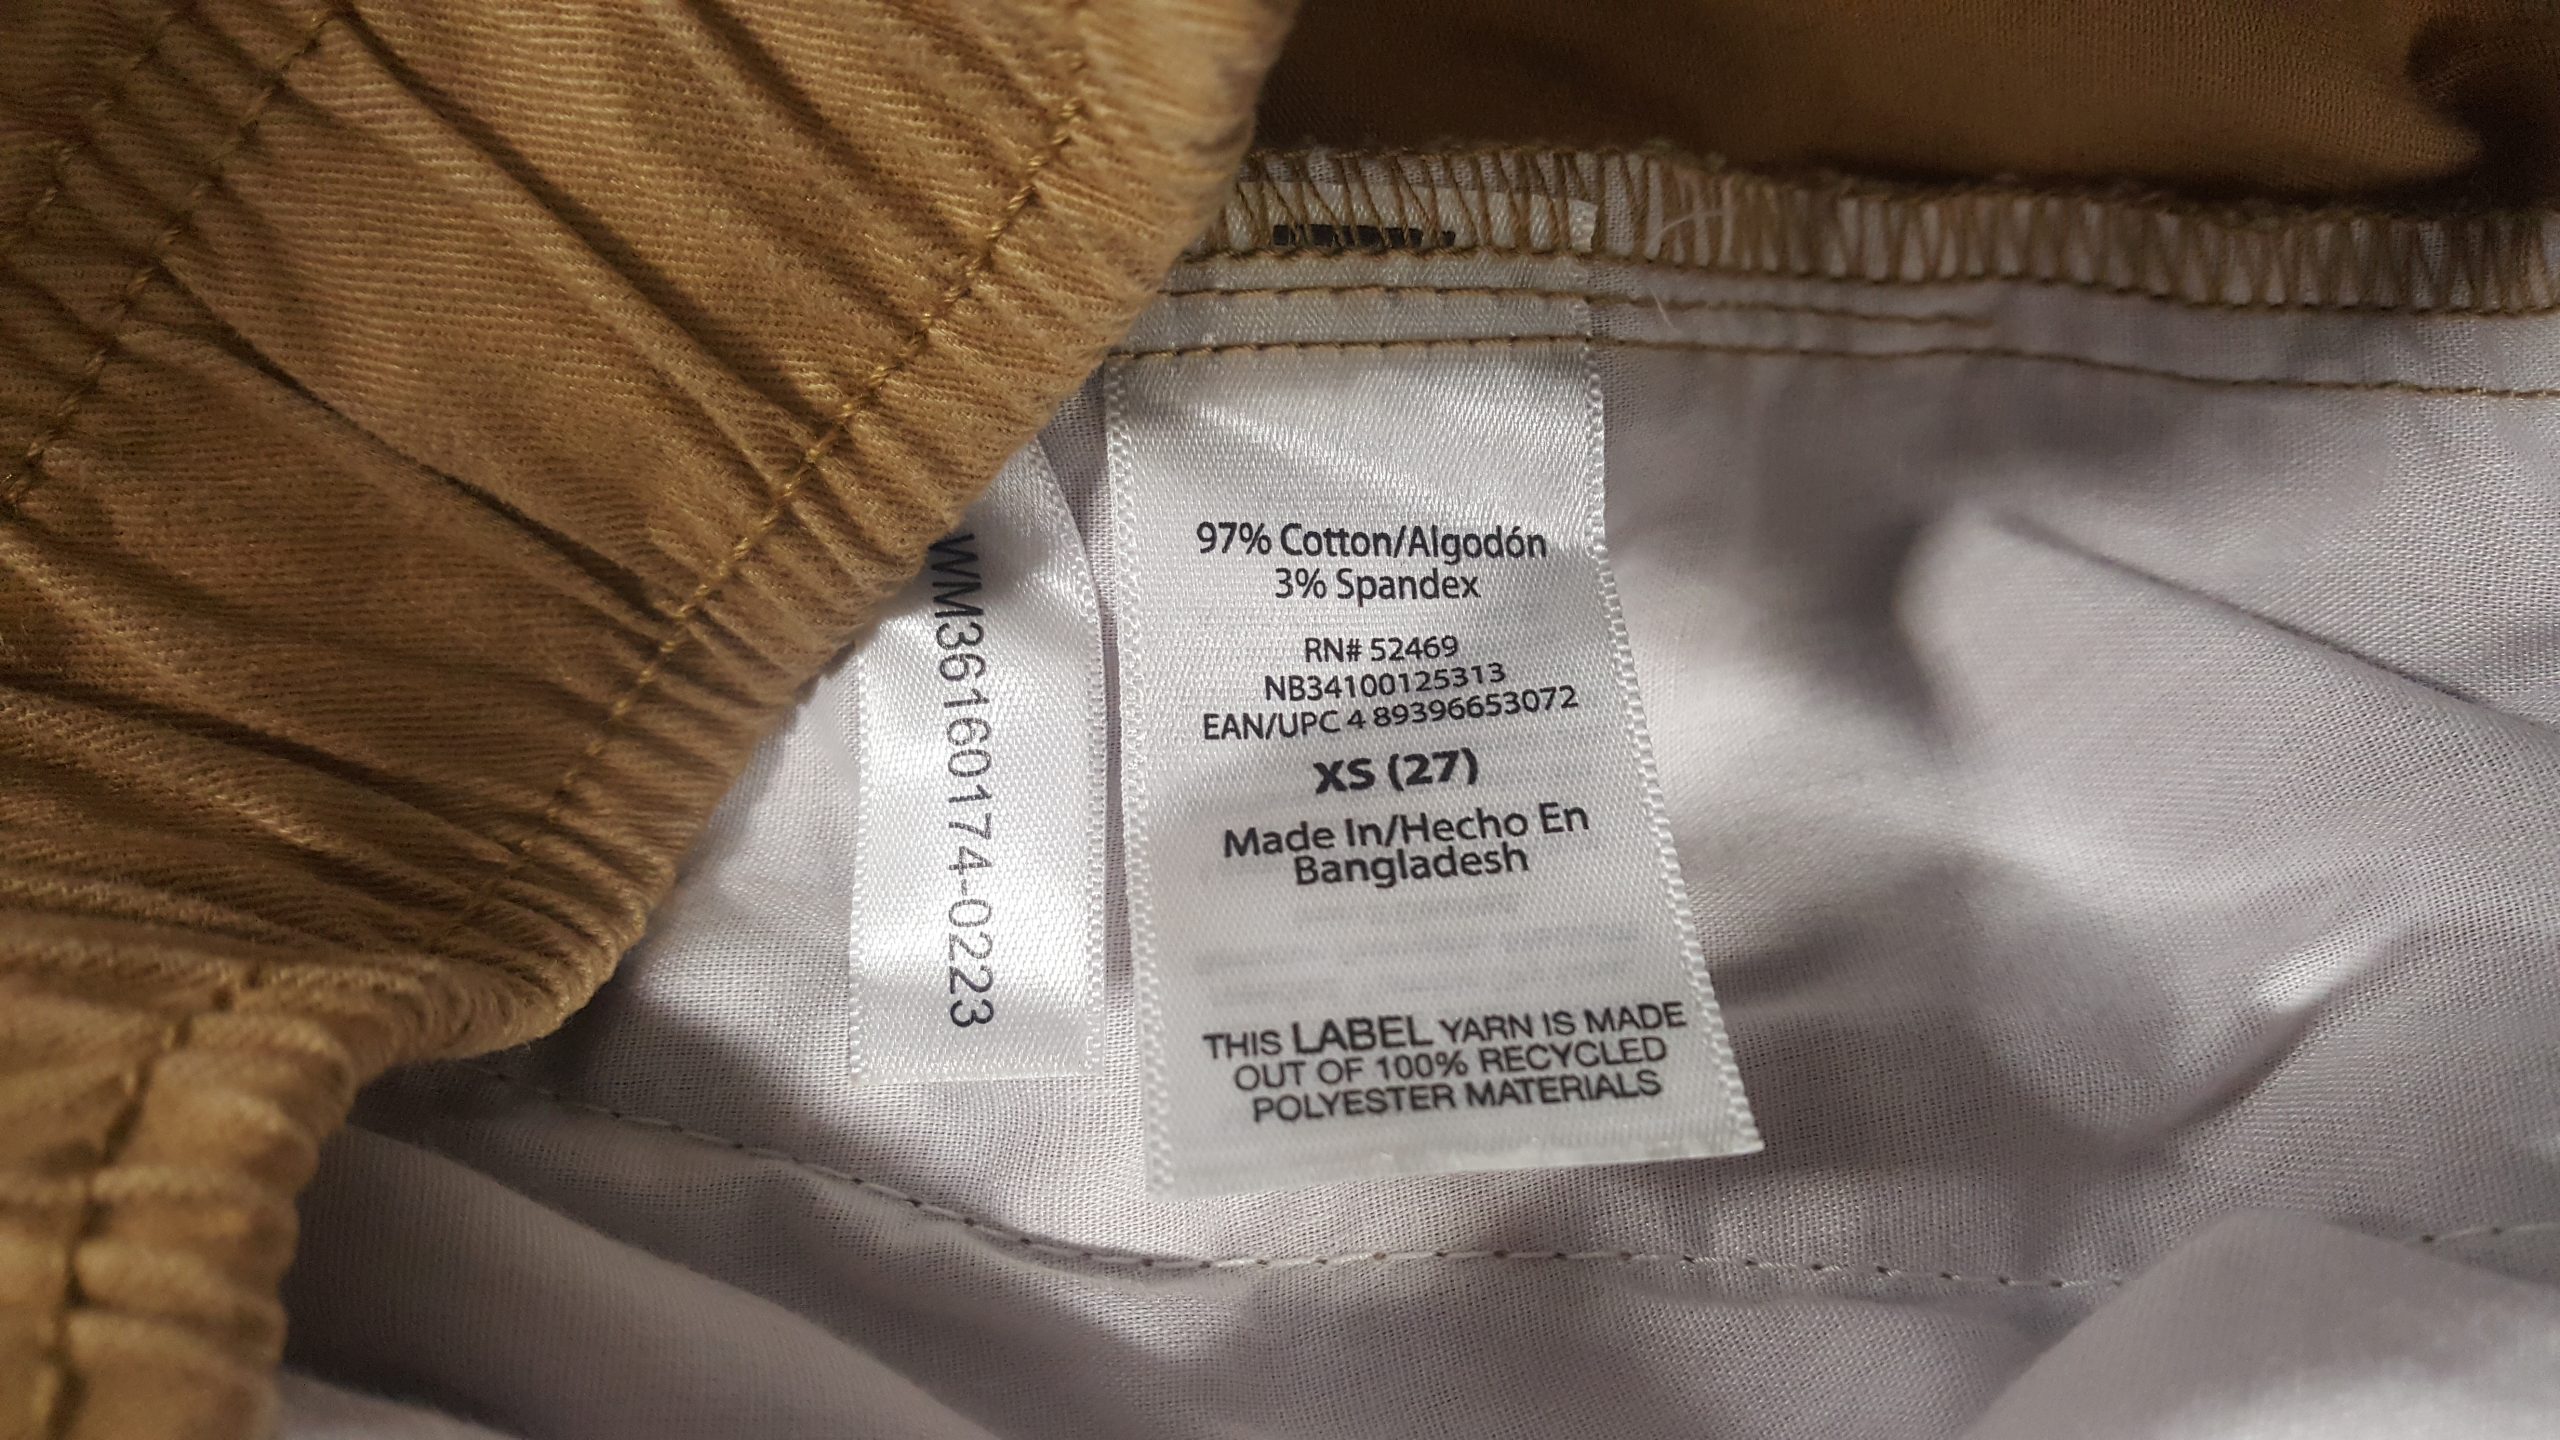 WM36160174-0223
97% Cotton/Algodón
3% Spandex
RN# 52469
NB34100125313
EAN/UPC 4 89396653072
XS (27)
Made In/Hecho En
Bangladesh
THIS LABEL YARN IS MADE
OUT OF 100% RECYCLED
POLYESTER MATERIALS